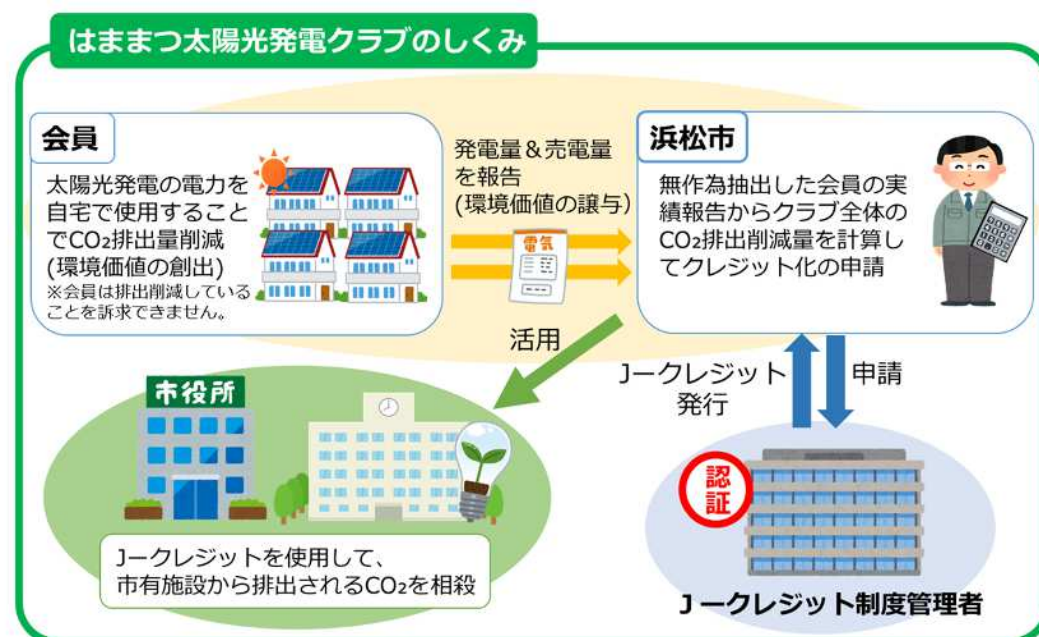 はままつ太陽光発電クラブのしくみ
会員
太陽光発電の電力を
自宅で使用すること
でCO₂排出量削減
(環境価値の創出)
※会員は排出削減している
ことを訴求できません。
発電量＆売電量
を報告
(環境価値の譲与)
電気
浜松市
無作為抽出した会員の実
績報告からクラブ全体の
CO₂排出削減量を計算し
てクレジット化の申請
活用
Jークレジット
発行
申請
市役所
Jークレジットを使用して、
市有施設から排出されるCO₂を相殺
認証
Jークレジット制度管理者